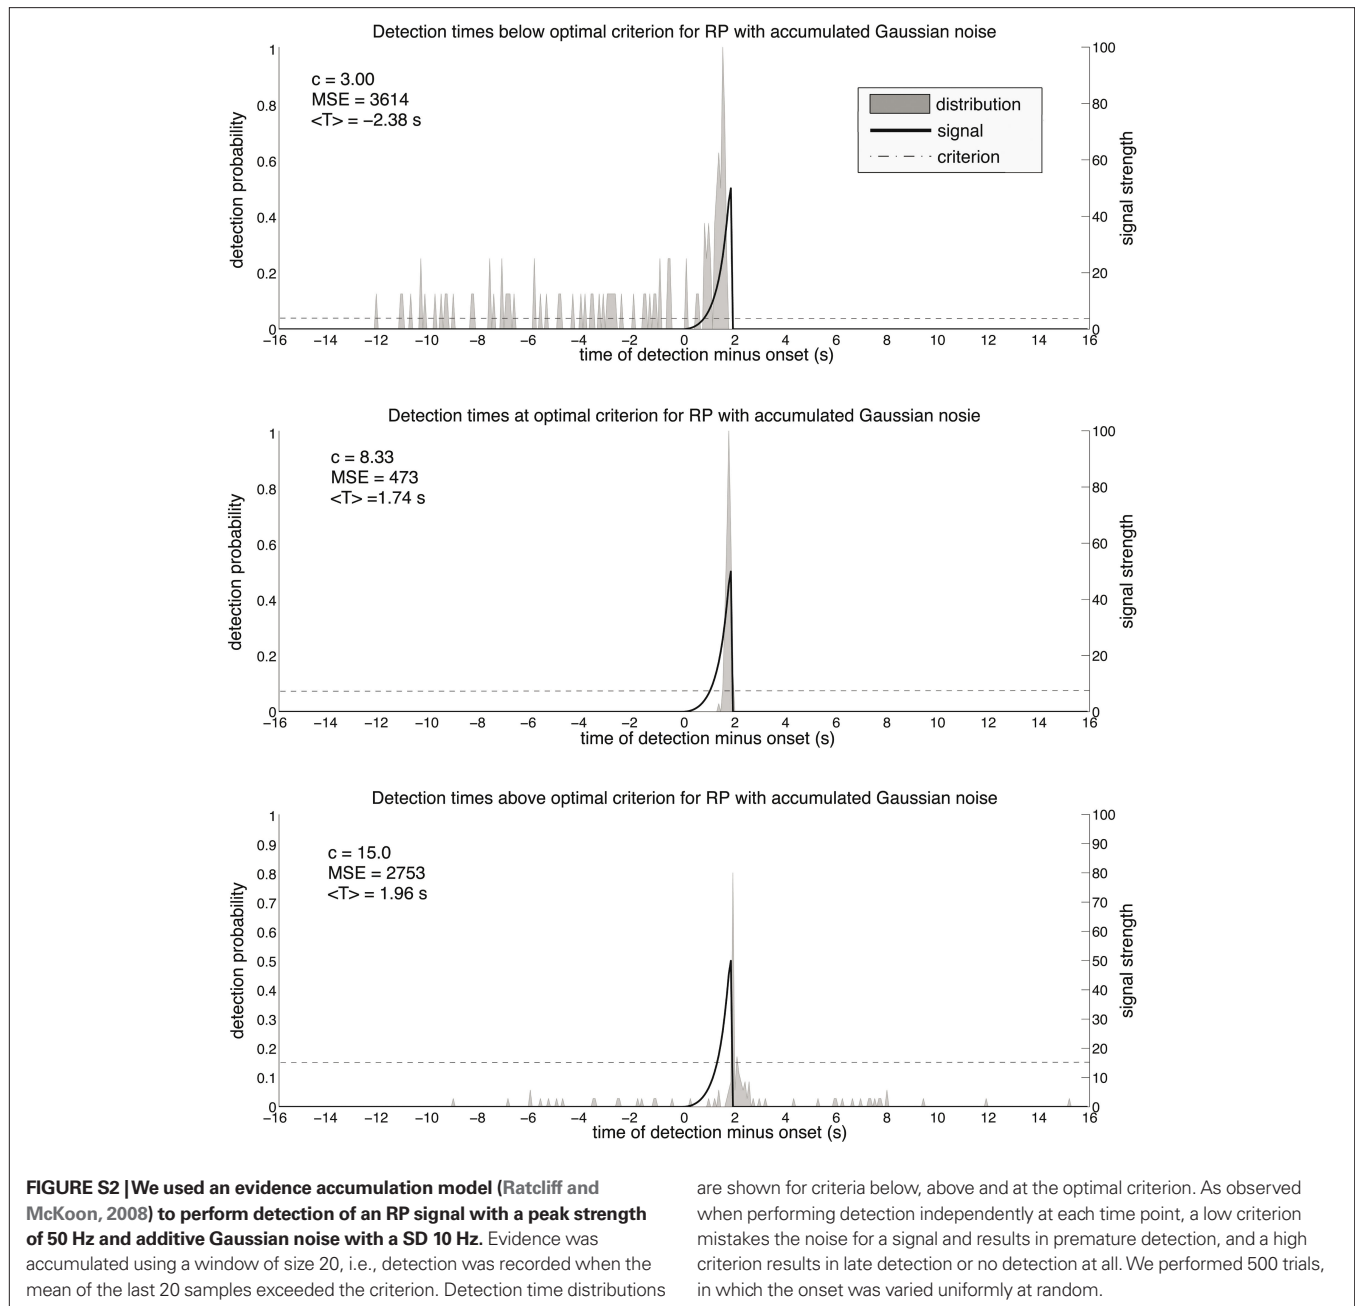 Detection times below optimal criterion for RP with accumulated Gaussian noise
c = 3.00
MSE = 3614
<T> = −2.38 s
distribution
signal
criterion
detection probability
1
0.8
0.6
0.4
0.2
0
signal strength
100
80
60
40
20
0
−16 −14 −12 −10 −8 −6 −4 −2 0 2 4 6 8 10 12 14 16
time of detection minus onset (s)
Detection times at optimal criterion for RP with accumulated Gaussian nosie
c = 8.33
MSE = 473
<T> =1.74 s
detection probability
1
0.8
0.6
0.4
0.2
0
signal strength
100
80
60
40
20
0
−16 −14 −12 −10 −8 −6 −4 −2 0 2 4 6 8 10 12 14 16
time of detection minus onset (s)
Detection times above optimal criterion for RP with accumulated Gaussian noise
c = 15.0
MSE = 2753
<T> = 1.96 s
detection probability
1
0.9
0.8
0.7
0.6
0.5
0.4
0.3
0.2
0.1
0
signal strength
100
90
80
70
60
50
40
30
20
10
0
−16 −14 −12 −10 −8 −6 −4 −2 0 2 4 6 8 10 12 14 16
time of detection minus onset (s)
FIGURE S2 | We used an evidence accumulation model (Ratcliff and
McKoon, 2008) to perform detection of an RP signal with a peak strength
of 50 Hz and additive Gaussian noise with a SD 10 Hz. Evidence was
accumulated using a window of size 20, i.e., detection was recorded when the
mean of the last 20 samples exceeded the criterion. Detection time distributions
are shown for criteria below, above and at the optimal criterion. As observed
when performing detection independently at each time point, a low criterion
mistakes the noise for a signal and results in premature detection, and a high
criterion results in late detection or no detection at all. We performed 500 trials,
in which the onset was varied uniformly at random.